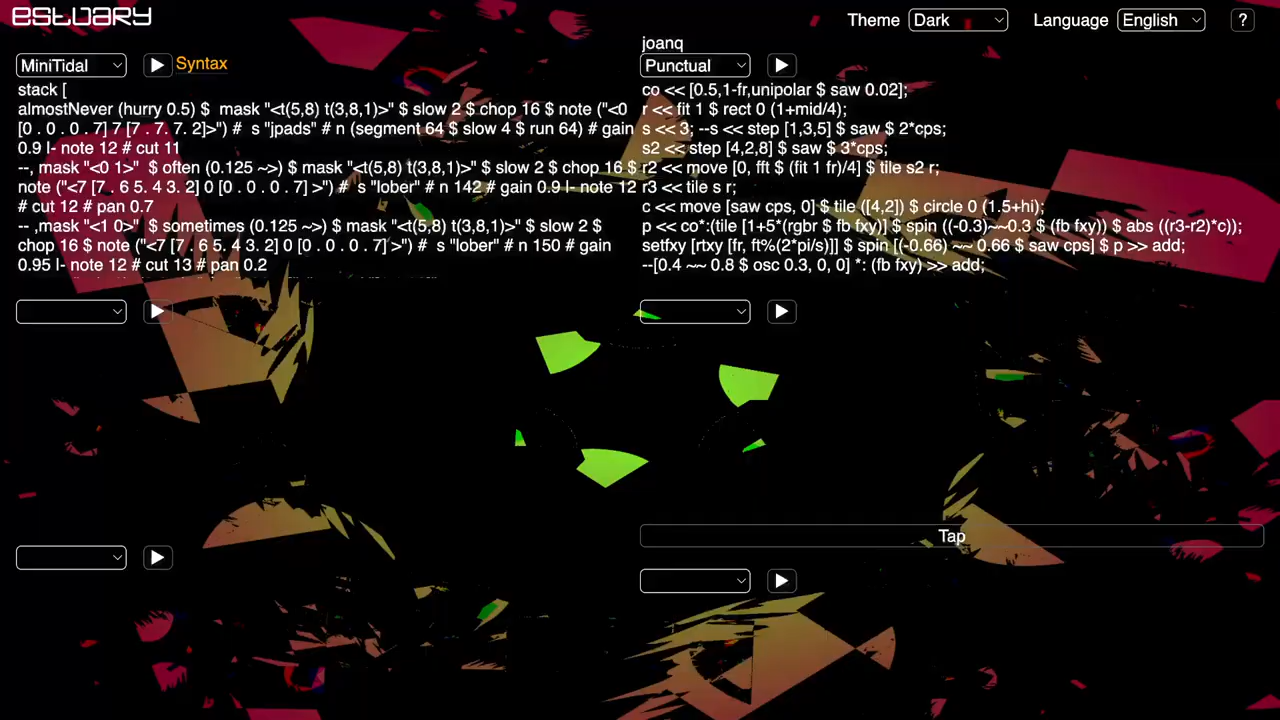 estuary
Theme Dark Language English ?
MiniTidal Syntax
stack [
almostNever (hurry 0.5) $  mask "<t(5,8) t(3,8,1)>" $ slow 2 $ chop 16 $ note ("<0
[0 . 0 . 0 . 7] 7 [7 . 7. 7. 2]>") #  s "jpads" # n (segment 64 $ slow 4 $ run 64) # gain
0.9 |- note 12 # cut 11
--, mask "<0 1>"  $ often (0.125 ~>) $ mask "<t(5,8) t(3,8,1)>" $ slow 2 $ chop 16 $
note ("<7 [7 . 6 5 . 4 3. 2] 0 [0 . 0 . 0 . 7] >") #  s "lober" # n 142 # gain 0.9 |- note 12
# cut 12 # pan 0.7
-- ,mask "<1 0>" $ sometimes (0.125 ~>) $ mask "<t(5,8) t(3,8,1)>" $ slow 2 $
chop 16 $ note ("<7 [7 . 6 5 . 4 3. 2] 0 [0 . 0 . 0 . 7] >") #  s "lober" # n 150 # gain
0.95 |- note 12 # cut 13 # pan 0.2
joanq
Punctual
co << [0.5,1-fr,unipolar $ saw 0.02];
r << fit 1 $ rect 0 (1+mid/4);
s << 3; --s << step [1,3,5] $ saw $ 2*cps;
s2 << step [4,2,8] $ saw $ 3*cps;
r2 << move [0, fft $ (fit 1 fr)/4] $ tile s2 r;
r3 << tile s r;
c << move [saw cps, 0] $ tile ([4,2]) $ circle 0 (1.5+hi);
p << co*:(tile [1+5*(rgbr $ fb fxy)] $ spin ((-0.3)~~0.3 $ (fb fxy)) $ abs ((r3-r2)*c));
setfxy [rtxy [fr, ft%(2*pi/s)]] $ spin [(-0.66) ~~ 0.66 $ saw cps] $ p >> add;
--[0.4 ~~ 0.8 $ osc 0.3, 0, 0] *: (fb fxy) >> add;
Tap